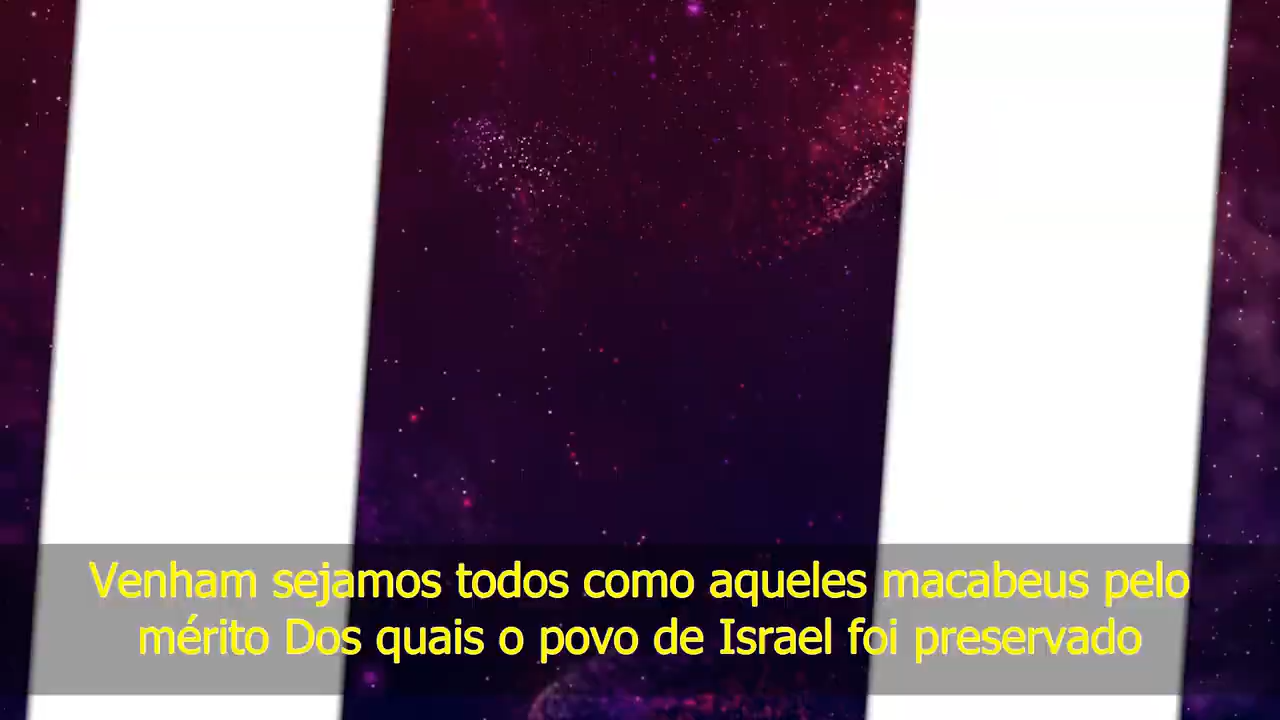 Venham sejamos todos como aqueles macabeus pelo
mérito Dos quais o povo de Israel foi preservado